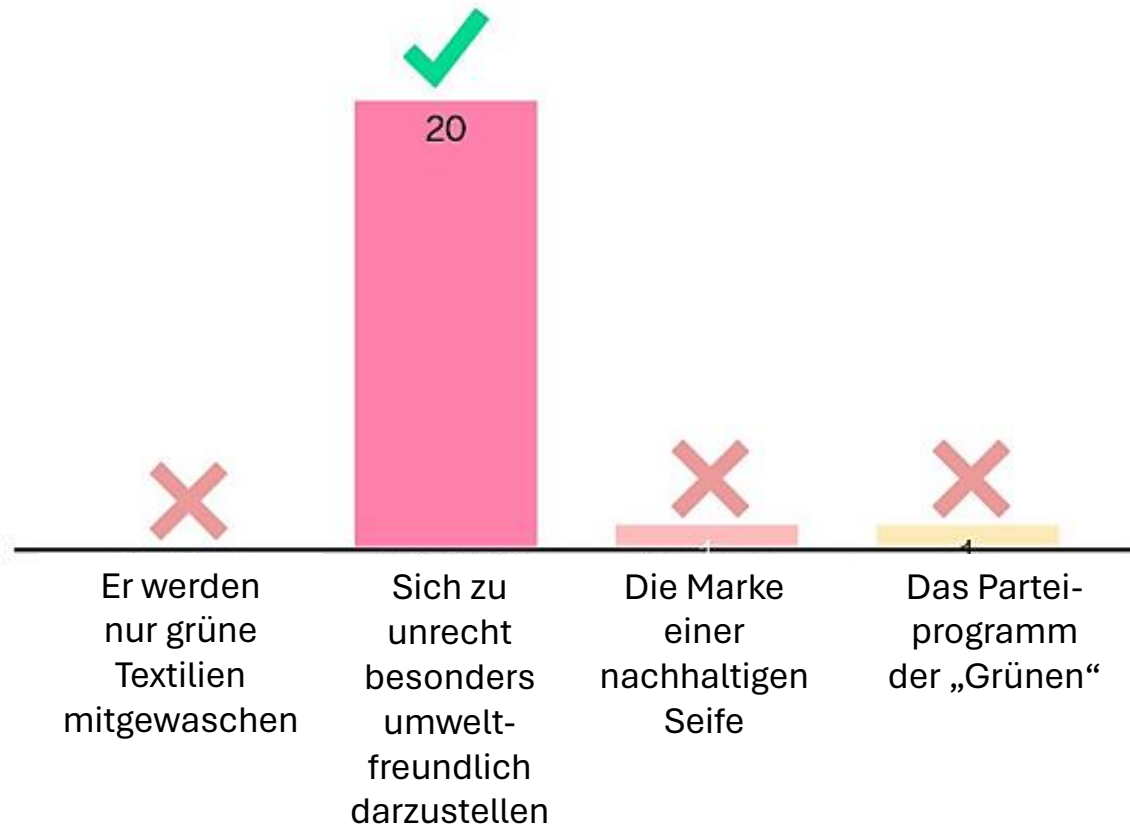 20
Er werden
nur grüne
Textilien
mitgewaschen
Sich zu
unrecht
besonders
umwelt-
freundlich
darzustellen
Die Marke
einer
nachhaltigen
Seife
Das Partei-
programm
der „Grünen“